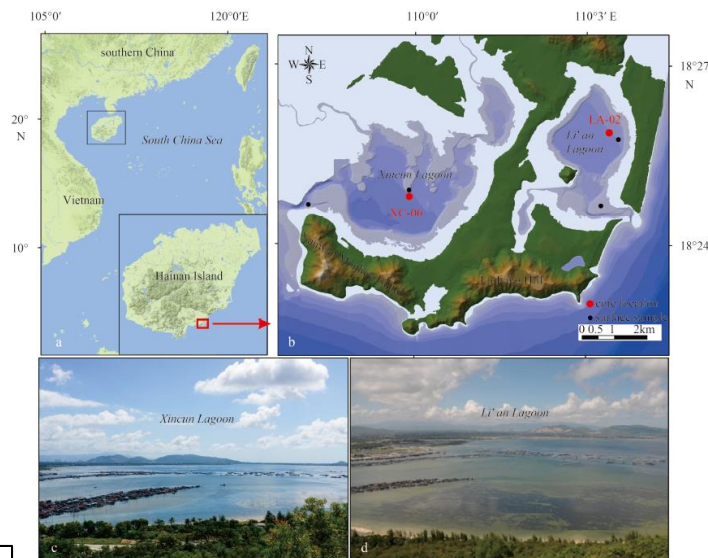 105°0′
120°0′E
110°0′
110°3′ E
southern China
20°
N
South China Sea
Vietnam
10°
Hainan Island
a
N
W
E
S
18°27
N
LA-02
Li' an
Lagoon
Xincun Lagoon
XC-06
18°24
core location
surface sample
0 0.5 1 2km
b
Xincun Lagoon
c
Li' an Lagoon
d